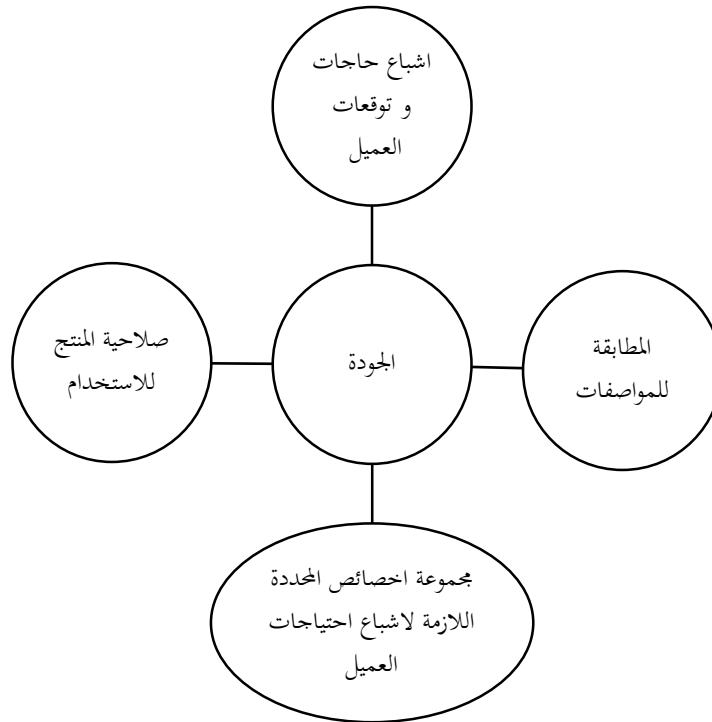 اشباع حاجات
و توقعات
العميل
صلاحية المنتج
للاستخدام
الجودة
المطابقة
للمواصفات
مجموعة اخصائص المحددة
اللازمة لاشباع احتياجات
العميل